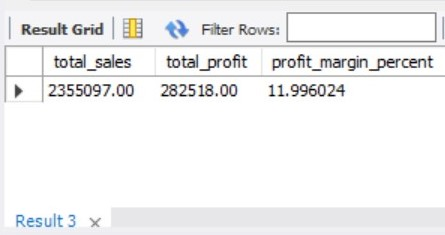 Result Grid Filter Rows:
total_sales total_profit profit_margin_percent
2355097.00 282518.00 11.996024
Result 3 ×